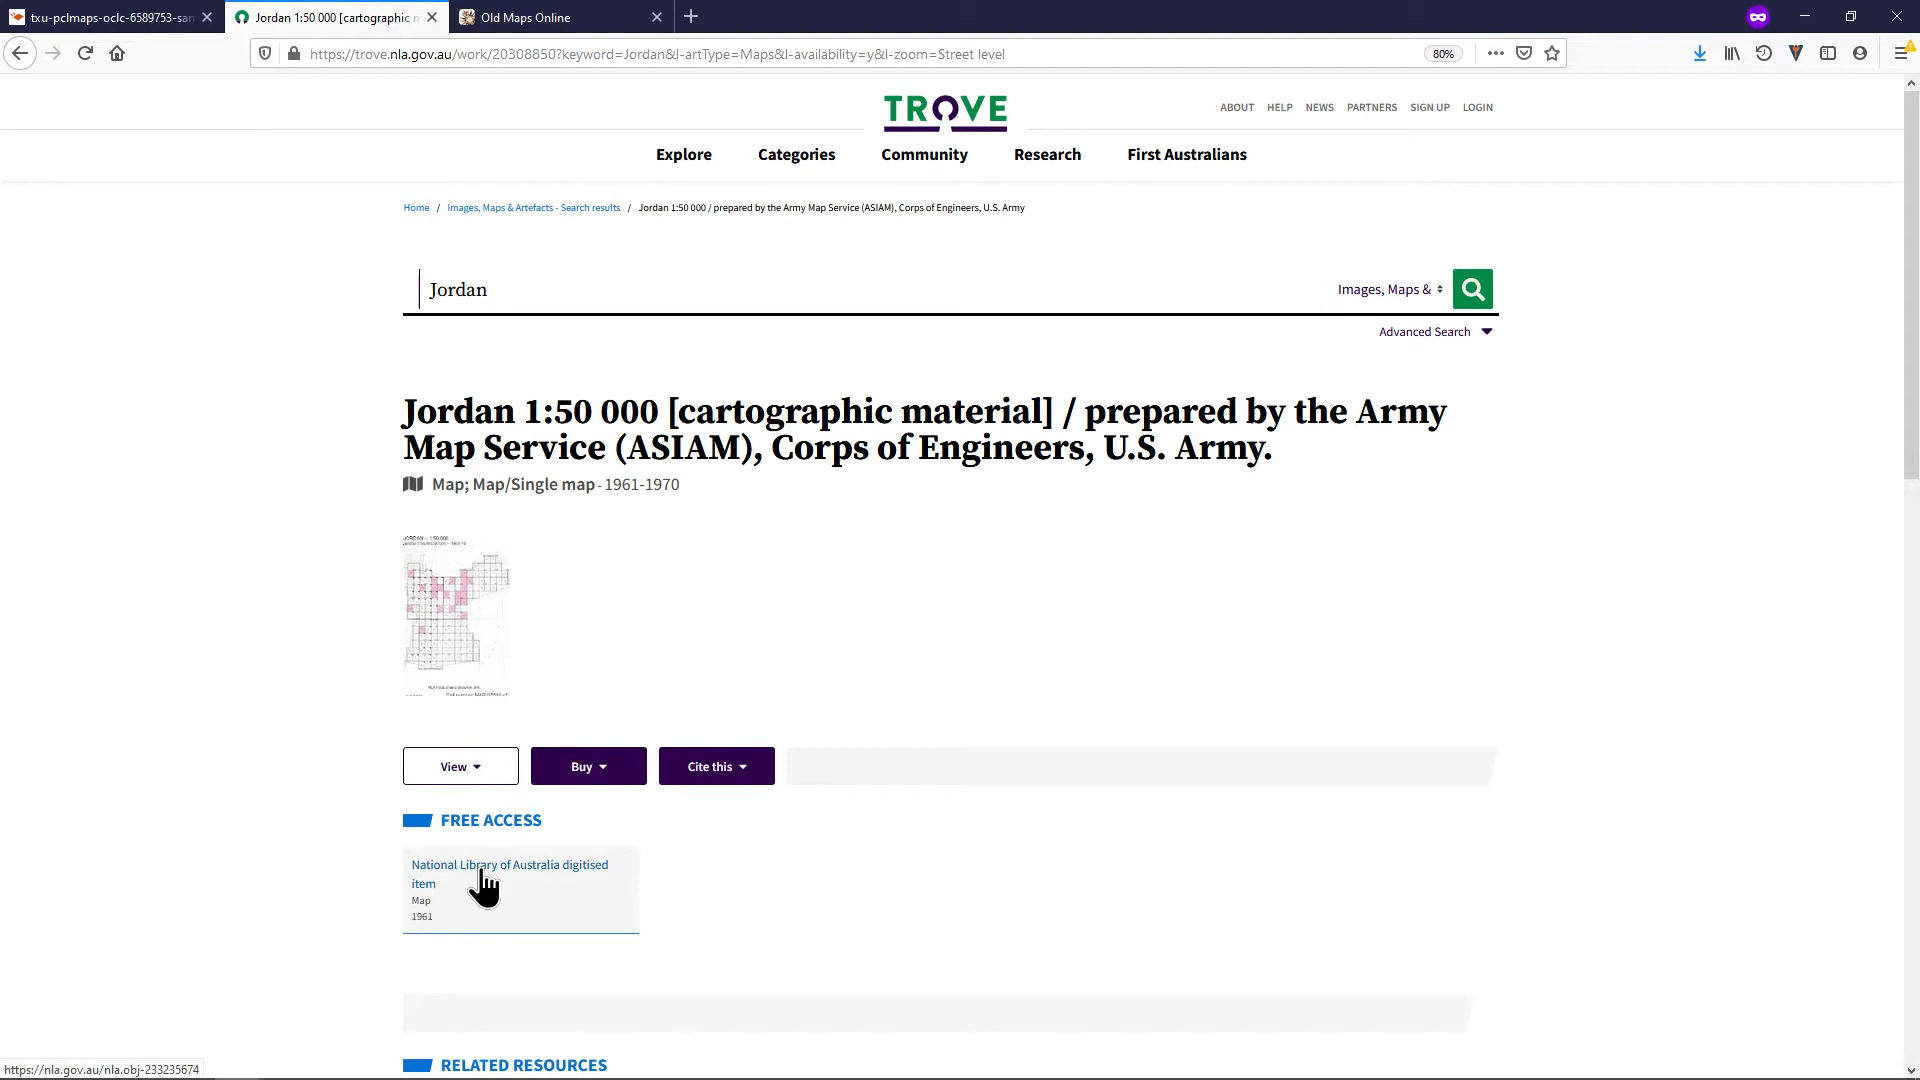 txu-pclmaps-oclc-6589753-san
Jordan 1:50 000 [cartographic m
Old Maps Online
https://trove.nla.gov.au/work/20308850?keyword=Jordan&l-artType=Maps&l-availability=y&l-zoom=Street level
80%
TROVE
ABOUT HELP NEWS PARTNERS SIGN UP LOGIN
Explore Categories Community Research First Australians
Home / Images, Maps & Artefacts - Search results / Jordan 1:50 000 / prepared by the Army Map Service (ASIAM), Corps of Engineers, U.S. Army
Jordan
Images, Maps &
Advanced Search
Jordan 1:50 000 [cartographic material] / prepared by the Army
Map Service (ASIAM), Corps of Engineers, U.S. Army.
Map; Map/Single map - 1961-1970
JORDAN - 1:50,000
View
Buy
Cite this
FREE ACCESS
National Library of Australia digitised
item
Map
1961
RELATED RESOURCES
https://nla.gov.au/nla.obj-233235674